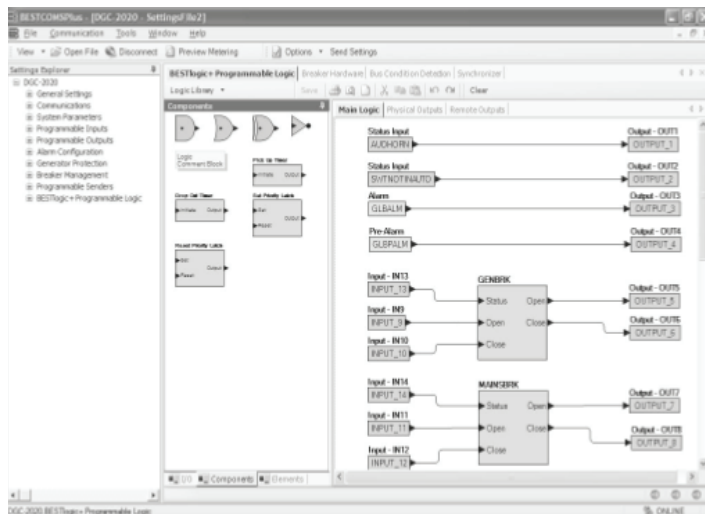 BESTCOMSPlus - [DGC-2020 - SettingsFile2]
File Communication Tools Window Help
View Open File Disconnect Preview Metering Options Send Settings
Settings Explorer
DGC-2020
General Settings
Communications
System Parameters
Programmable Inputs
Programmable Outputs
Alarm Configuration
Generator Protection
Breaker Management
Programmable Senders
BESTlogic+ Programmable Logic
BESTlogic+ Programmable Logic Breaker Hardware Bus Condition Detection Synchronizer
Logic Library Save Clear
Components
Logic
Comment Block
Pick Up Timer
Initiate Output
Drop Out Timer
Initiate Output
Out Priority Latch
Set
Output
Reset
Reset Priority Latch
Set
Output
Reset
I/O Components Elements
Main Logic Physical Outputs Remote Outputs
Status Input Output - OUT1
AUDHORN OUTPUT_1
Status Input Output - OUT2
SWTNOTINAUTO OUTPUT_2
Alarm Output - OUT3
GLBALM OUTPUT_3
Pre-Alarm Output - OUT4
GLBPALM OUTPUT_4
Input - IN13 GENBRK Output - OUT5
INPUT_13 Status Open OUTPUT_5
Input - IN9 Output - OUT6
INPUT_9 Open Close OUTPUT_6
Input - IN10
INPUT_10 Close
Input - IN14 MAINSBRK Output - OUT7
INPUT_14 Status Open OUTPUT_7
Input - IN11 Output - OUT8
INPUT_11 Open Close OUTPUT_8
Input - IN12 Close
INPUT_12
DGC-2020 BESTlogic+ Programmable Logic ONLINE